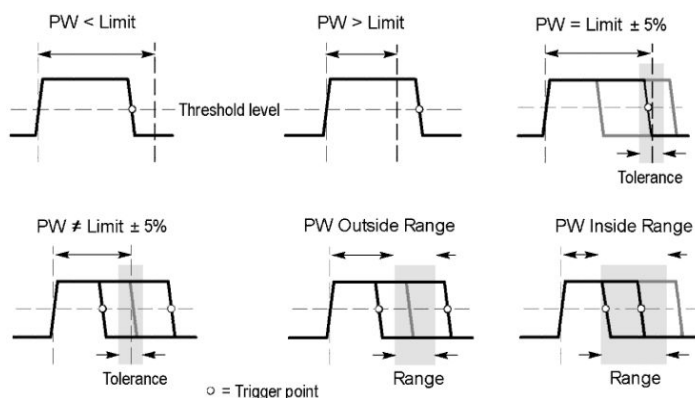 PW < Limit
PW > Limit
PW = Limit ± 5%
Threshold level
Tolerance
PW ≠ Limit ± 5%
PW Outside Range
PW Inside Range
Tolerance
Range
Range
= Trigger point